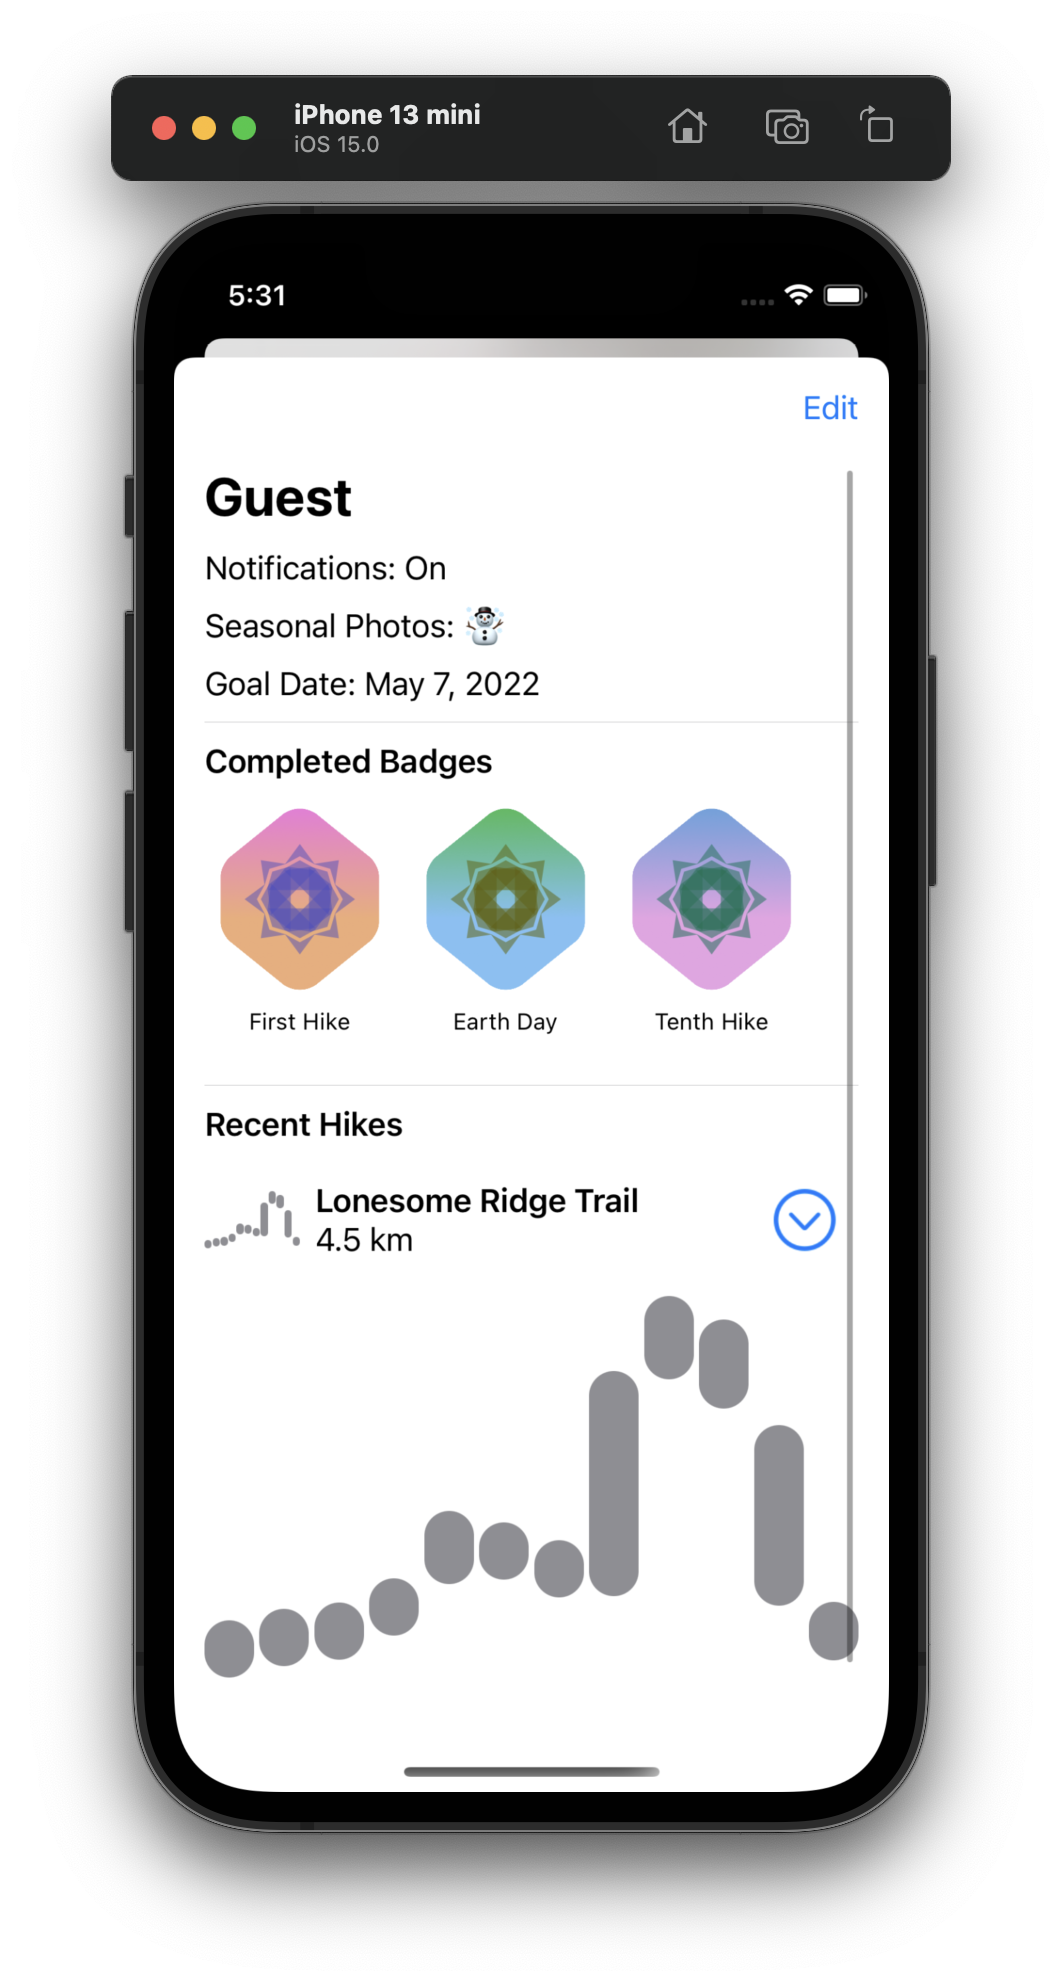 iPhone 13 mini
iOS 15.0
5:31
Edit
Guest
Notifications: On
Seasonal Photos: ☃️
Goal Date: May 7, 2022
Completed Badges
First Hike
Earth Day
Tenth Hike
Recent Hikes
Lonesome Ridge Trail
4.5 km